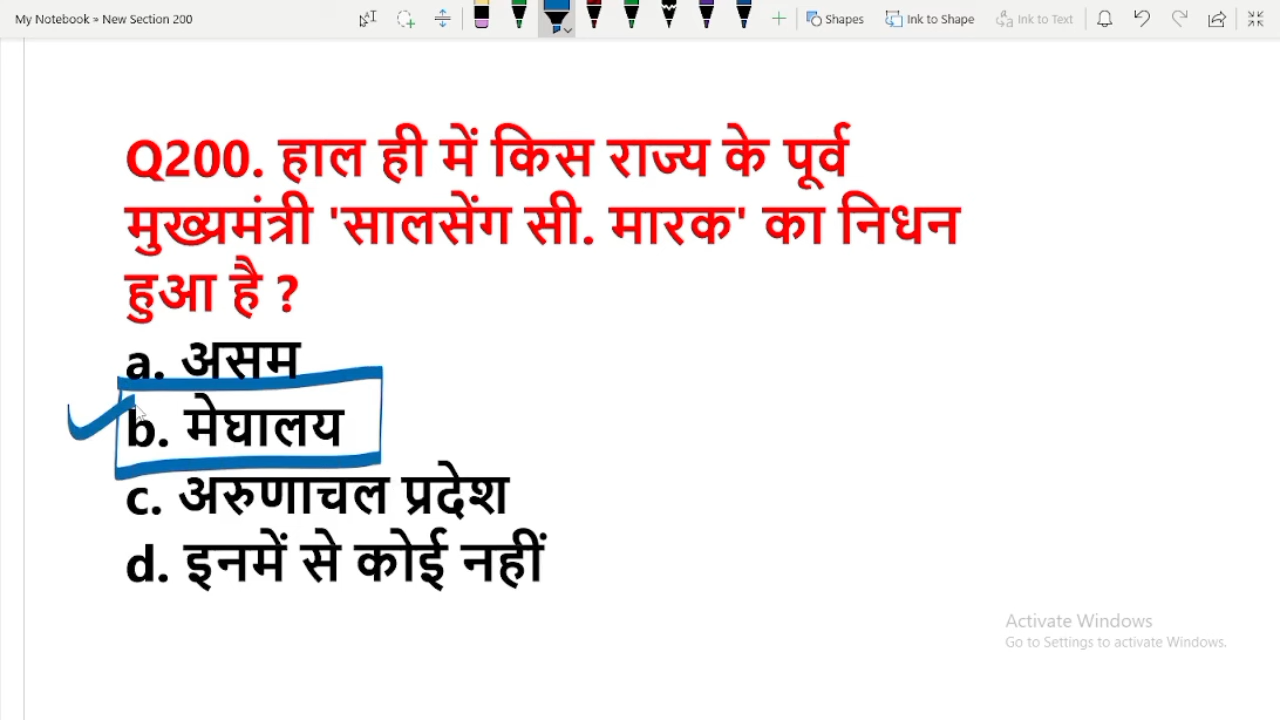 My Notebook » New Section 200
Shapes
Ink to Shape
Ink to Text
Q200. हाल ही में किस राज्य के पूर्व
मुख्यमंत्री 'सालसेंग सी. मारक' का निधन
हुआ है ?
a. असम
b. मेघालय
c. अरुणाचल प्रदेश
d. इनमें से कोई नहीं
Activate Windows
Go to Settings to activate Windows.